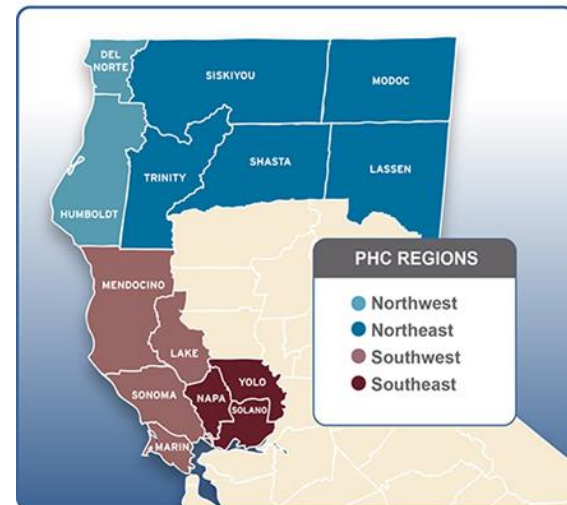 DEL
NORTE
SISKIYOU
MODOC
TRINITY
SHASTA
LASSEN
HUMBOLDT
MENDOCINO
LAKE
SONOMA
NAPA
YOLO
SOLANO
MARIN
PHC REGIONS
Northwest
Northeast
Southwest
Southeast